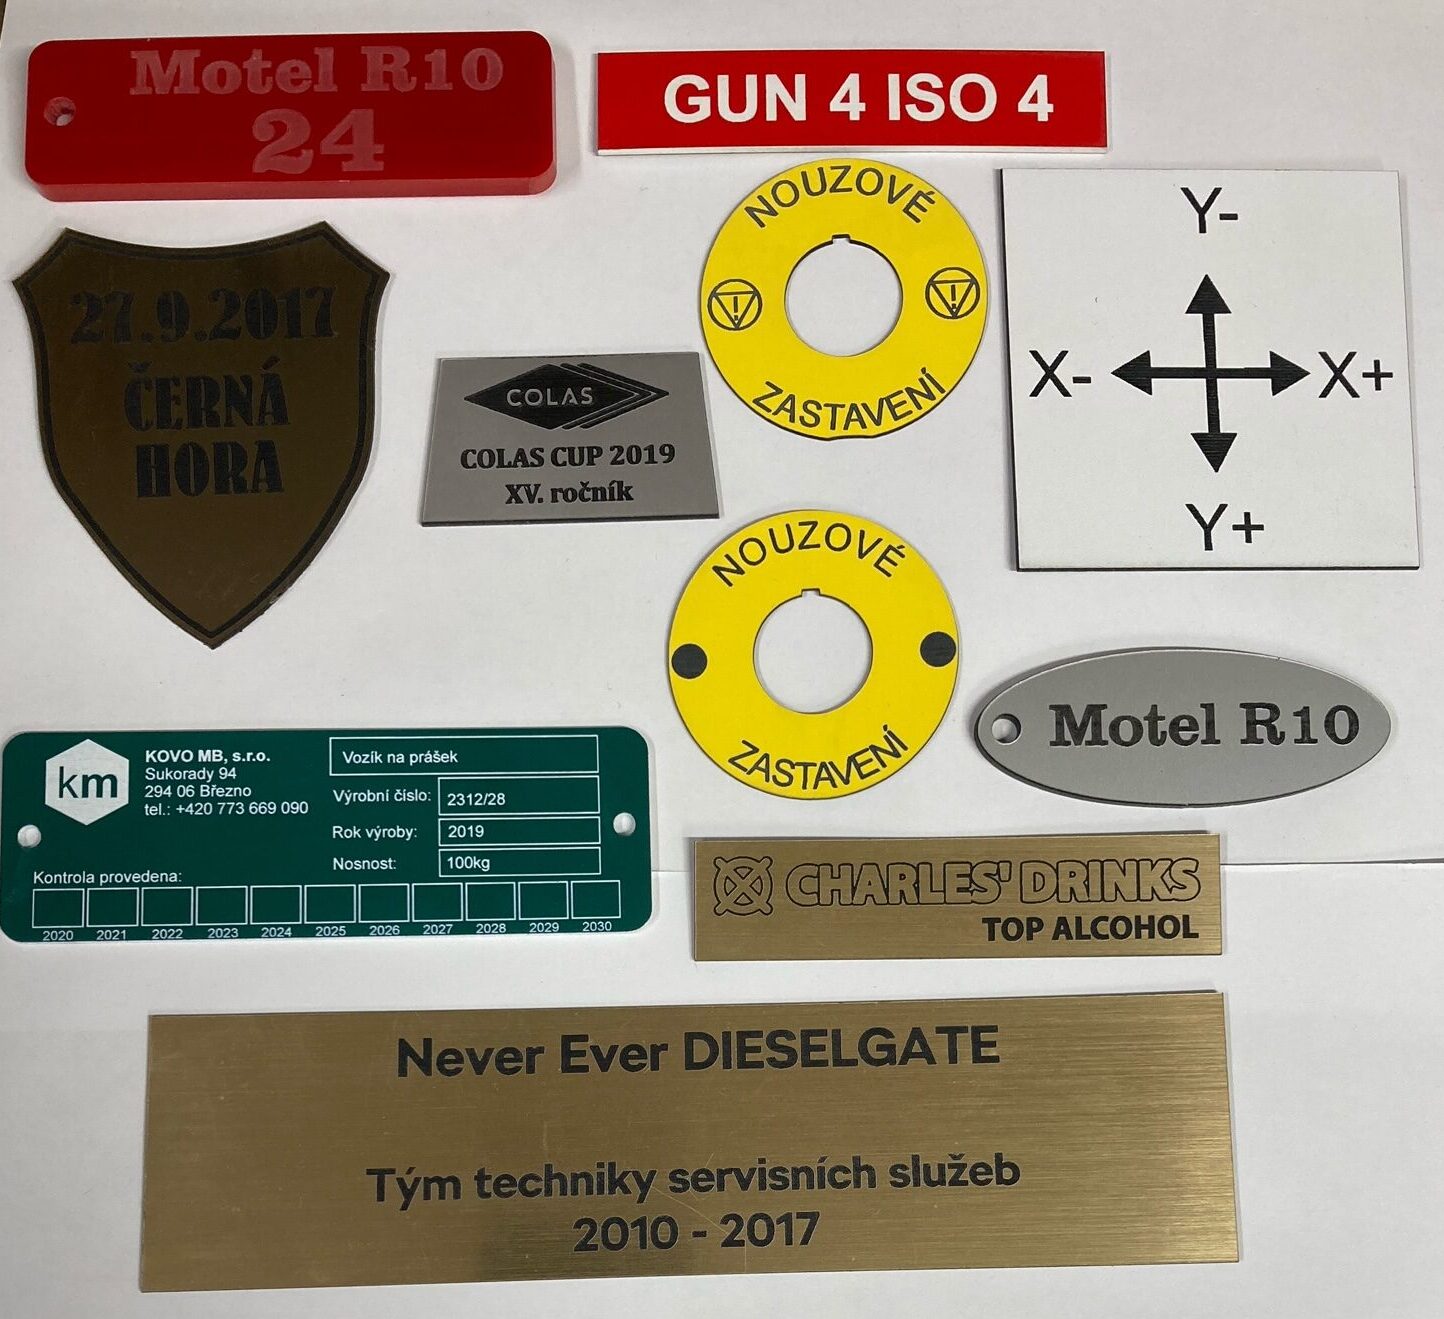 Motel R10
24
GUN 4 ISO 4
27.9.2017
ČERNÁ
HORA
COLAS
COLAS CUP 2019
XV. ročník
NOUZOVÉ
!
!
ZASTAVENÍ
Y-
X-
X+
Y+
NOUZOVÉ
ZASTAVENÍ
Motel R10
km
KOVO MB, s.r.o.
Sukorady 94
294 06 Březno
tel.: +420 773 669 090
Vozík na prášek
Výrobní číslo: 2312/28
Rok výroby: 2019
Nosnost: 100kg
Kontrola provedena:
2020 2021 2022 2023 2024 2025 2026 2027 2028 2029 2030
CHARLES' DRINKS
TOP ALCOHOL
Never Ever DIESELGATE
Tým techniky servisních služeb
2010 - 2017